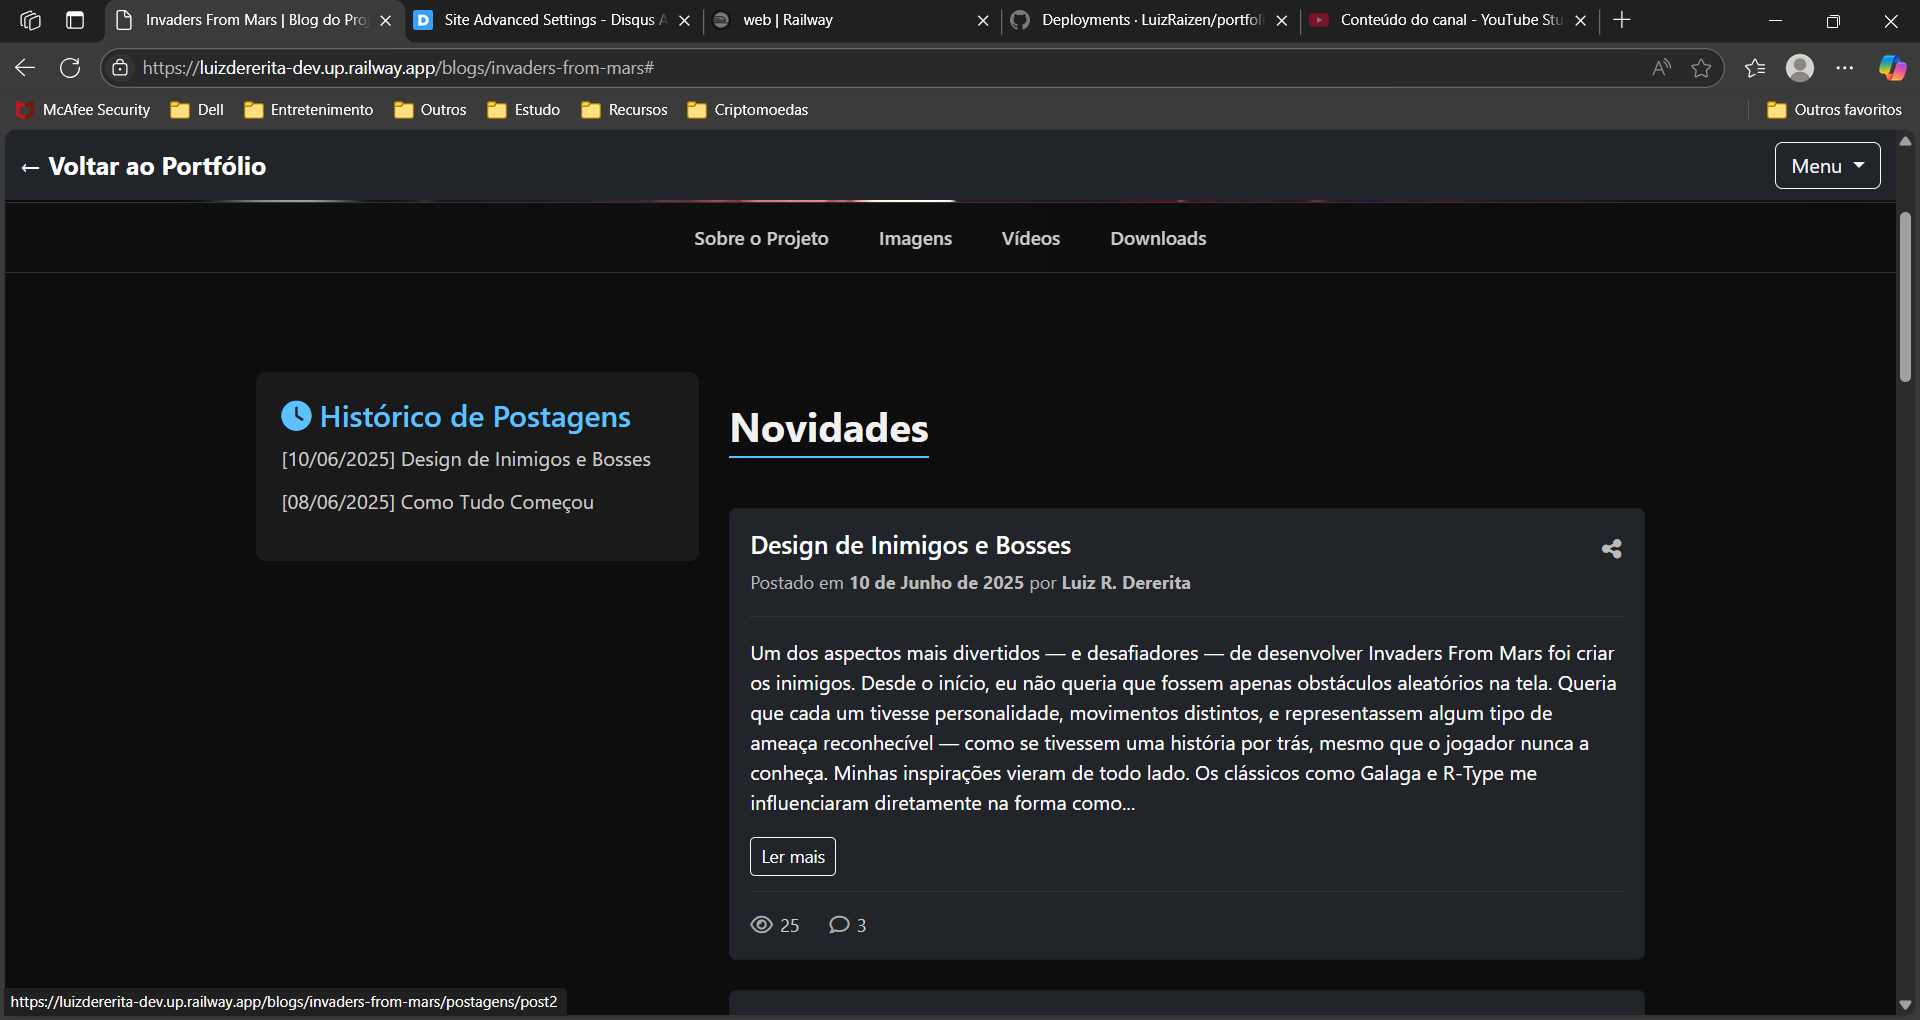 Invaders From Mars | Blog do Pro
Site Advanced Settings - Disqus A
web | Railway
Deployments · LuizRaizen/portfoli
Conteúdo do canal - YouTube Stu
https://luizdererita-dev.up.railway.app/blogs/invaders-from-mars#
McAfee Security
Dell
Entretenimento
Outros
Estudo
Recursos
Criptomoedas
Outros favoritos
← Voltar ao Portfólio
Menu
Sobre o Projeto
Imagens
Vídeos
Downloads
Histórico de Postagens
[10/06/2025] Design de Inimigos e Bosses
[08/06/2025] Como Tudo Começou
Novidades
Design de Inimigos e Bosses
Postado em 10 de Junho de 2025 por Luiz R. Dererita
Um dos aspectos mais divertidos — e desafiadores — de desenvolver Invaders From Mars foi criar
os inimigos. Desde o início, eu não queria que fossem apenas obstáculos aleatórios na tela. Queria
que cada um tivesse personalidade, movimentos distintos, e representassem algum tipo de
ameaça reconhecível — como se tivessem uma história por trás, mesmo que o jogador nunca a
conheça. Minhas inspirações vieram de todo lado. Os clássicos como Galaga e R-Type me
influenciaram diretamente na forma como...
Ler mais
25
3
https://luizdererita-dev.up.railway.app/blogs/invaders-from-mars/postagens/post2